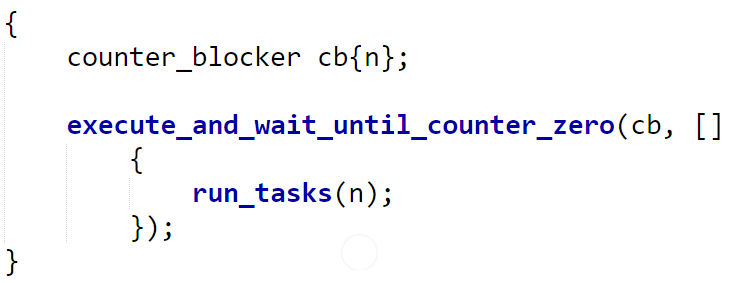 {
counter_blocker cb{n};
execute_and_wait_until_counter_zero(cb, []
{
run_tasks(n);
});
}